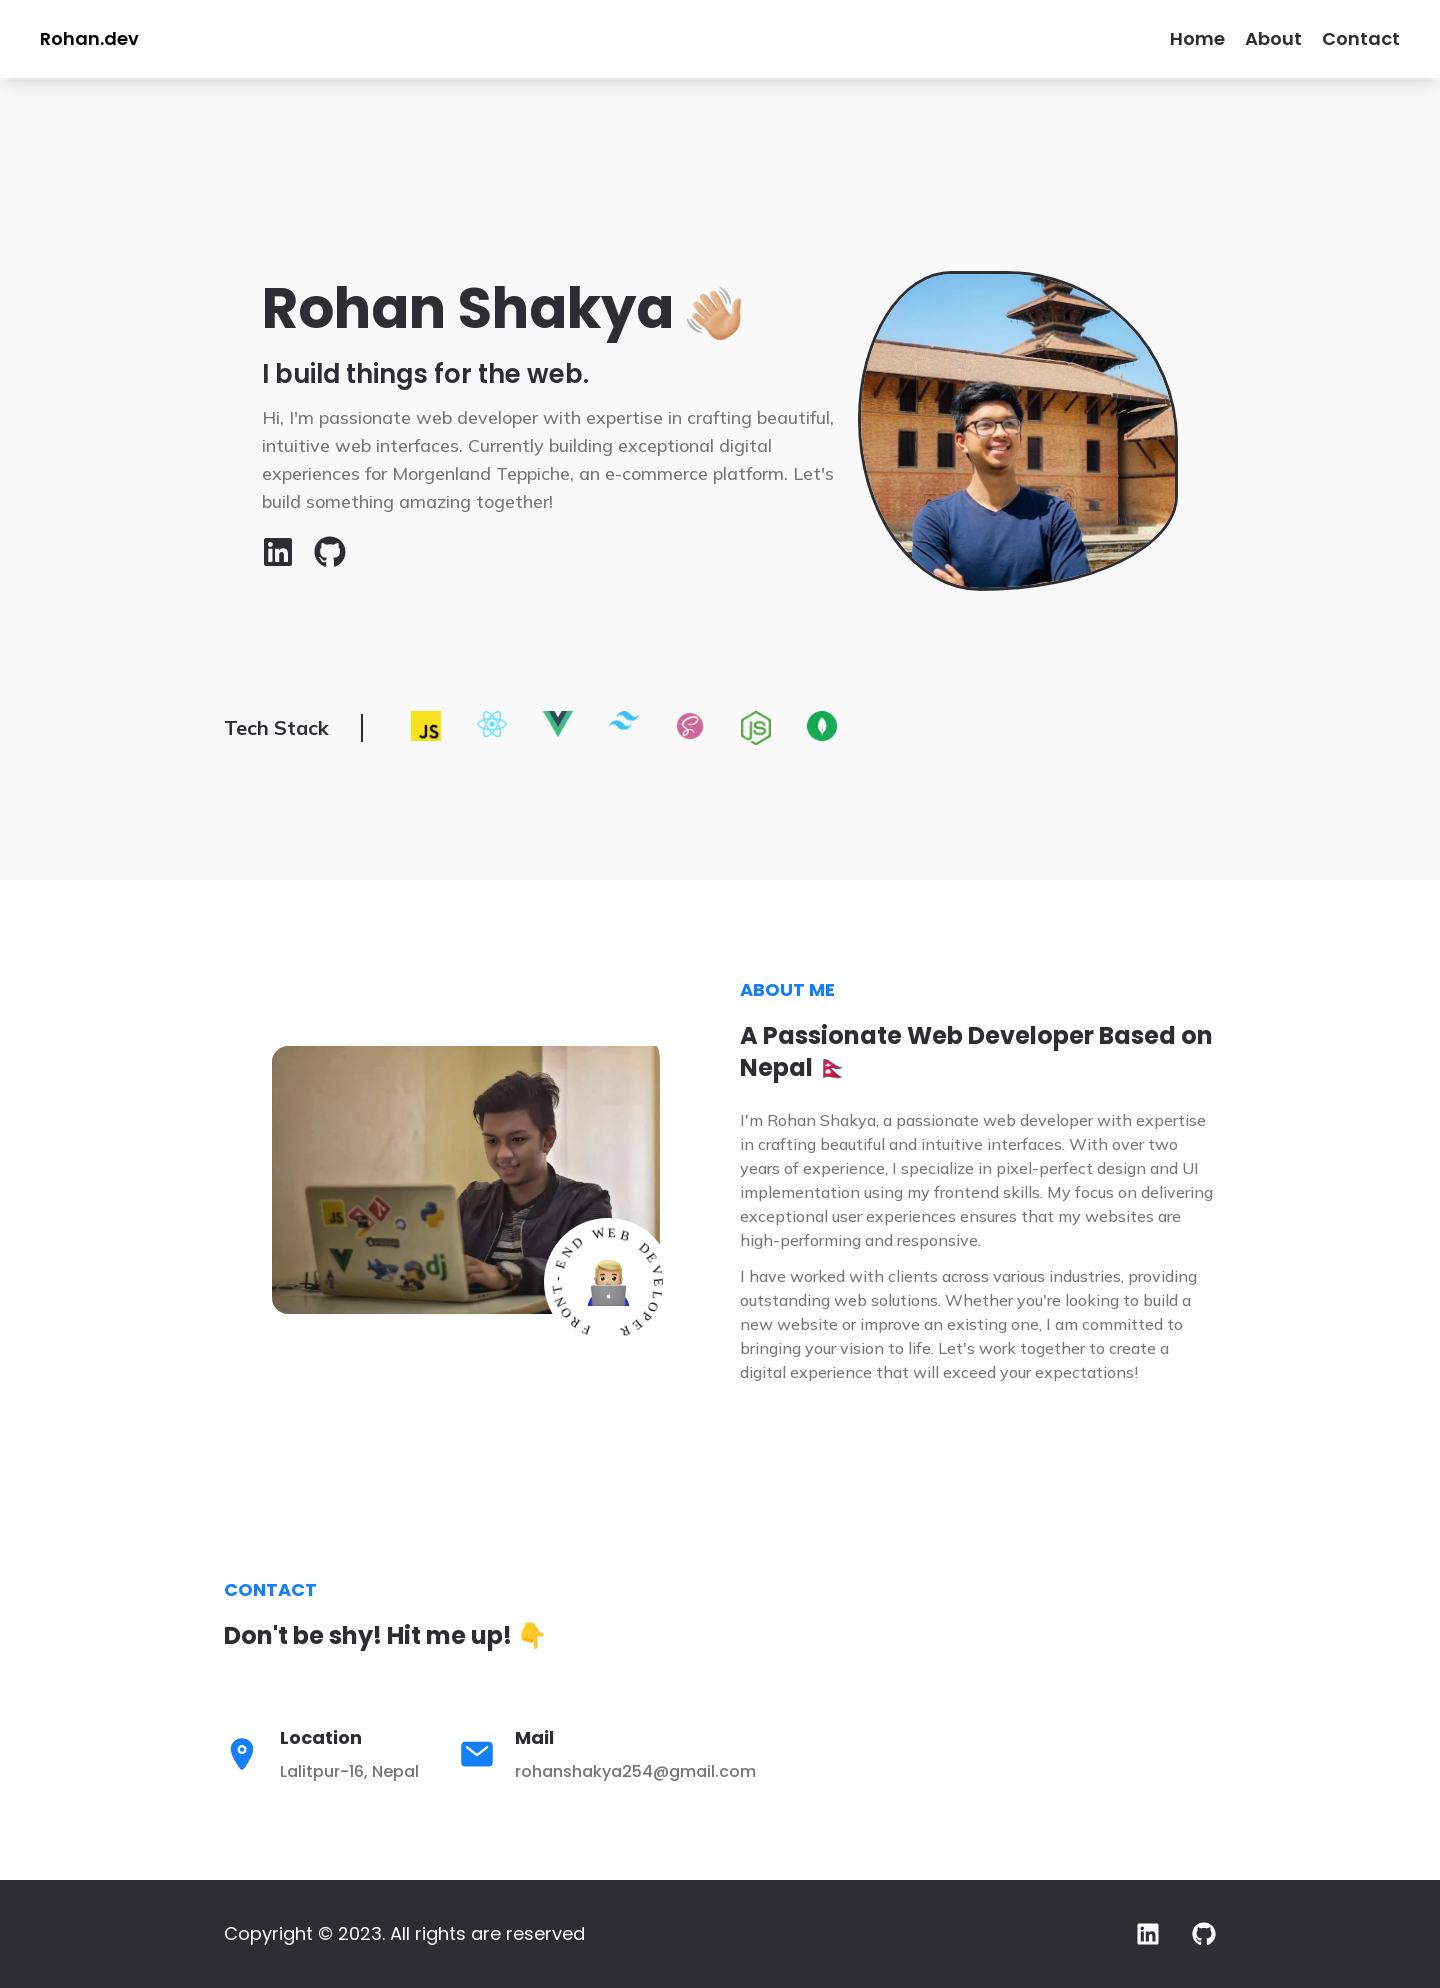 Rohan.dev
Home About Contact
Rohan Shakya 👋🏼
I build things for the web.
Hi, I'm passionate web developer with expertise in crafting beautiful,
intuitive web interfaces. Currently building exceptional digital
experiences for Morgenland Teppiche, an e-commerce platform. Let's
build something amazing together!
Tech Stack
JS
JS
ABOUT ME
A Passionate Web Developer Based on
Nepal 🇳🇵
I'm Rohan Shakya, a passionate web developer with expertise
in crafting beautiful and intuitive interfaces. With over two
years of experience, I specialize in pixel-perfect design and UI
implementation using my frontend skills. My focus on delivering
exceptional user experiences ensures that my websites are
high-performing and responsive.
I have worked with clients across various industries, providing
outstanding web solutions. Whether you're looking to build a
new website or improve an existing one, I am committed to
bringing your vision to life. Let's work together to create a
digital experience that will exceed your expectations!
JS
dj
FRONT-END WEB DEVELOPER
CONTACT
Don't be shy! Hit me up! 👇
Location
Lalitpur-16, Nepal
Mail
rohanshakya254@gmail.com
Copyright © 2023. All rights are reserved